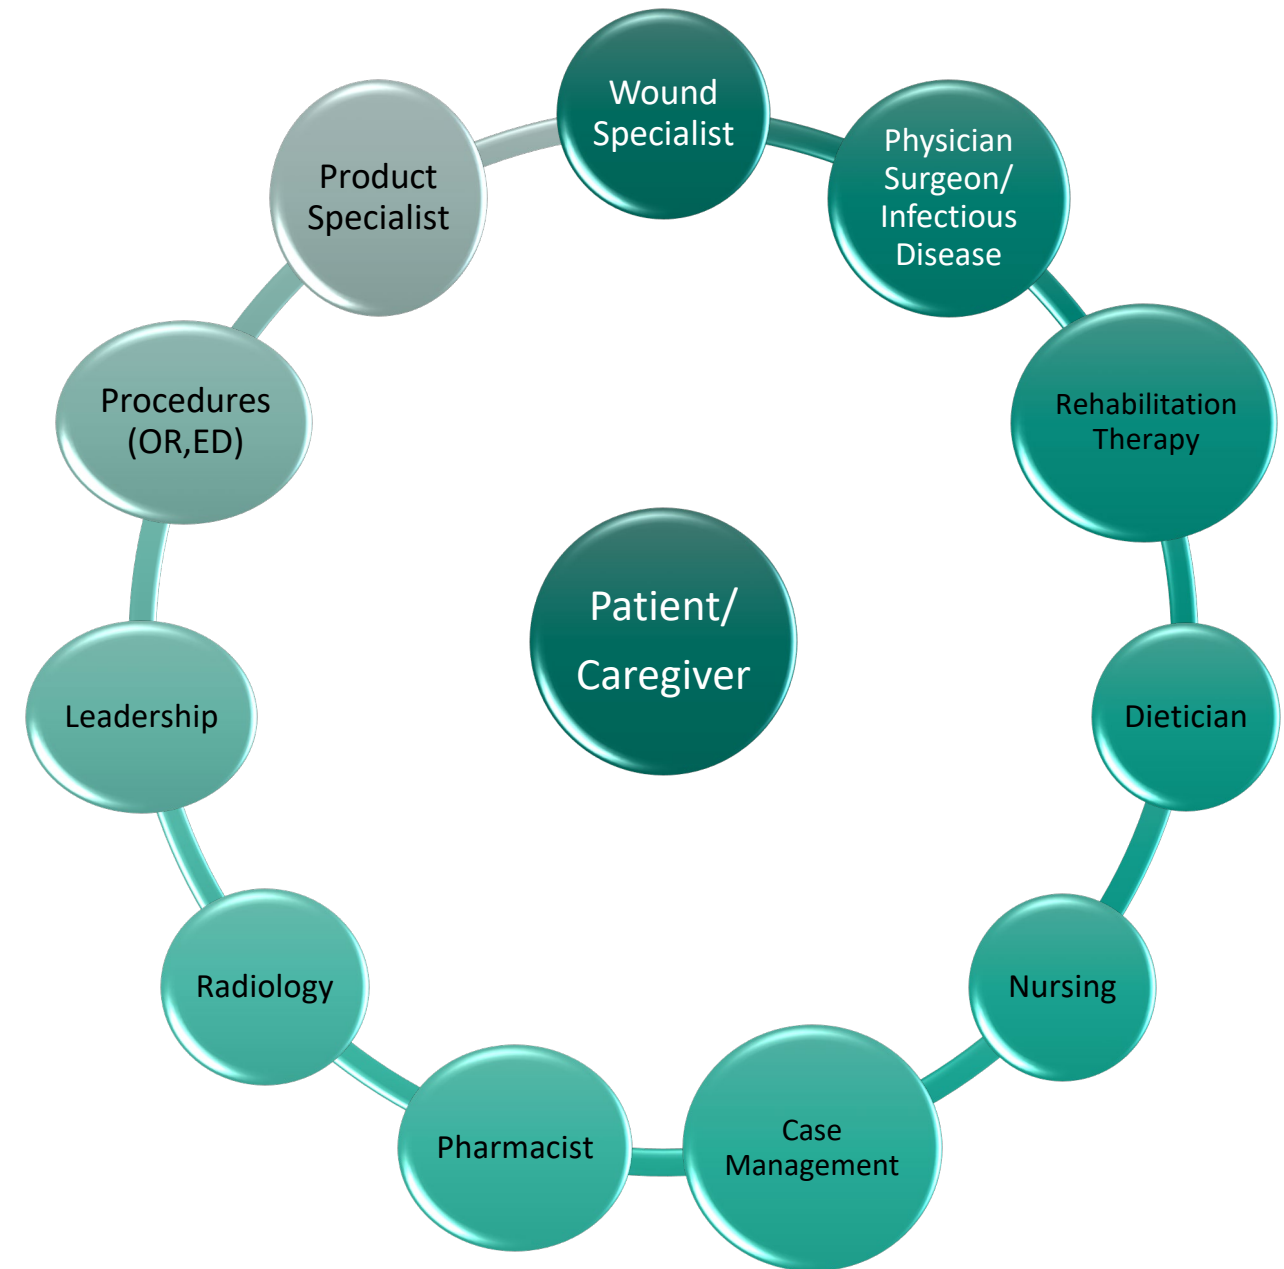 Wound
Specialist
Physician
Surgeon/
Infectious
Disease
Rehabilitation
Therapy
Dietician
Nursing
Case
Management
Pharmacist
Radiology
Leadership
Procedures
(OR,ED)
Product
Specialist
Patient/
Caregiver